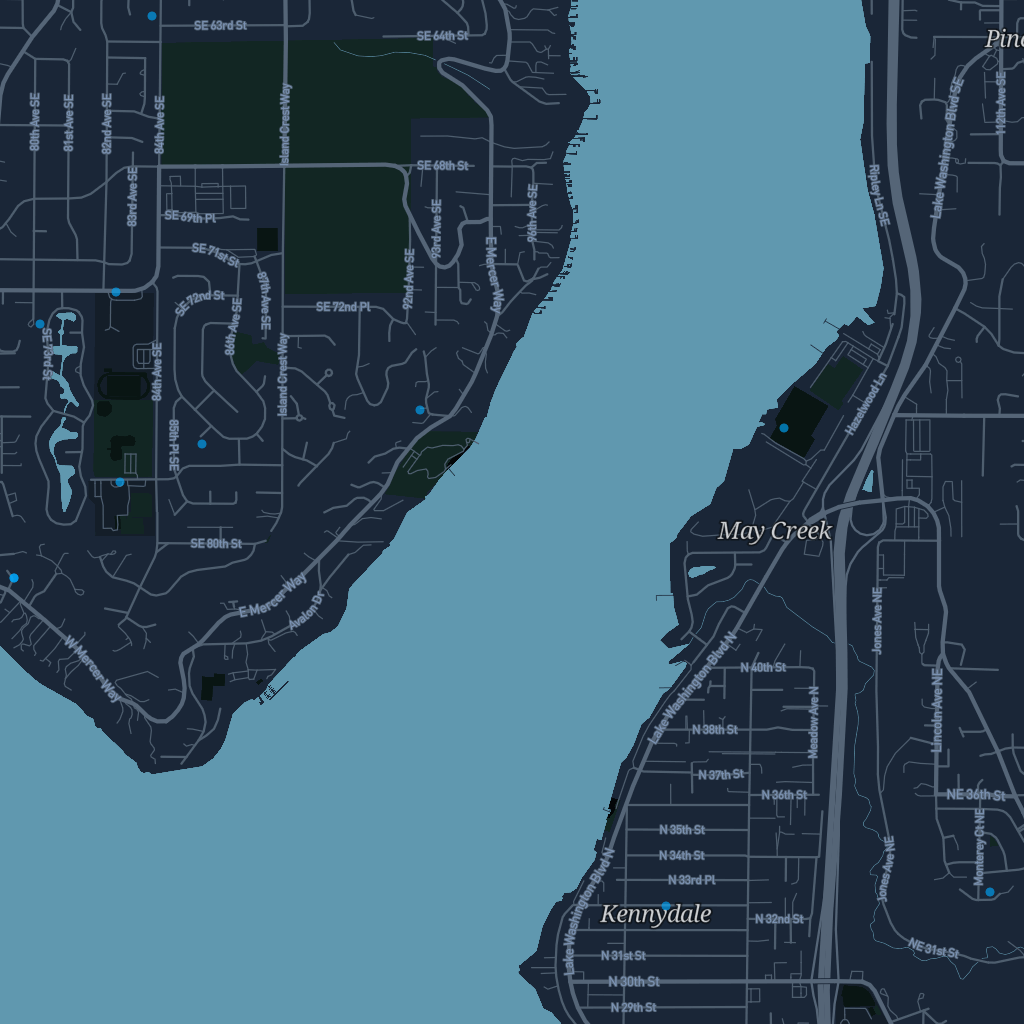 SE 63rd St
SE 64th St
Island Crest Way
80th Ave SE
81st Ave SE
82nd Ave SE
84th Ave SE
Lake Washington Blvd SE
112th Ave SE
SE 68th St
83rd Ave SE
Ripley Ln SE
SE 69th Pl
93rd Ave SE
96th Ave SE
SE 71st St
E Mercer Way
92nd Ave SE
87th Ave SE
SE 72nd St
SE 72nd Pl
86th Ave SE
SE 73rd St
84th Ave SE
Island Crest Way
Hazelwood Ln
85th Pl SE
May Creek
SE 80th St
E Mercer Way
Avalon Dr
Jones Ave NE
W Mercer Way
N 40th St
Lake Washington Blvd N
Meadow Ave N
Lincoln Ave NE
N 38th St
N 37th St
N 36th St
NE 36th St
N 35th St
Monterey Ct NE
N 34th St
Jones Ave NE
N 33rd Pl
Lake Washington Blvd N
Kennydale
N 32nd St
N 31st St
NE 31st St
N 30th St
N 29th St